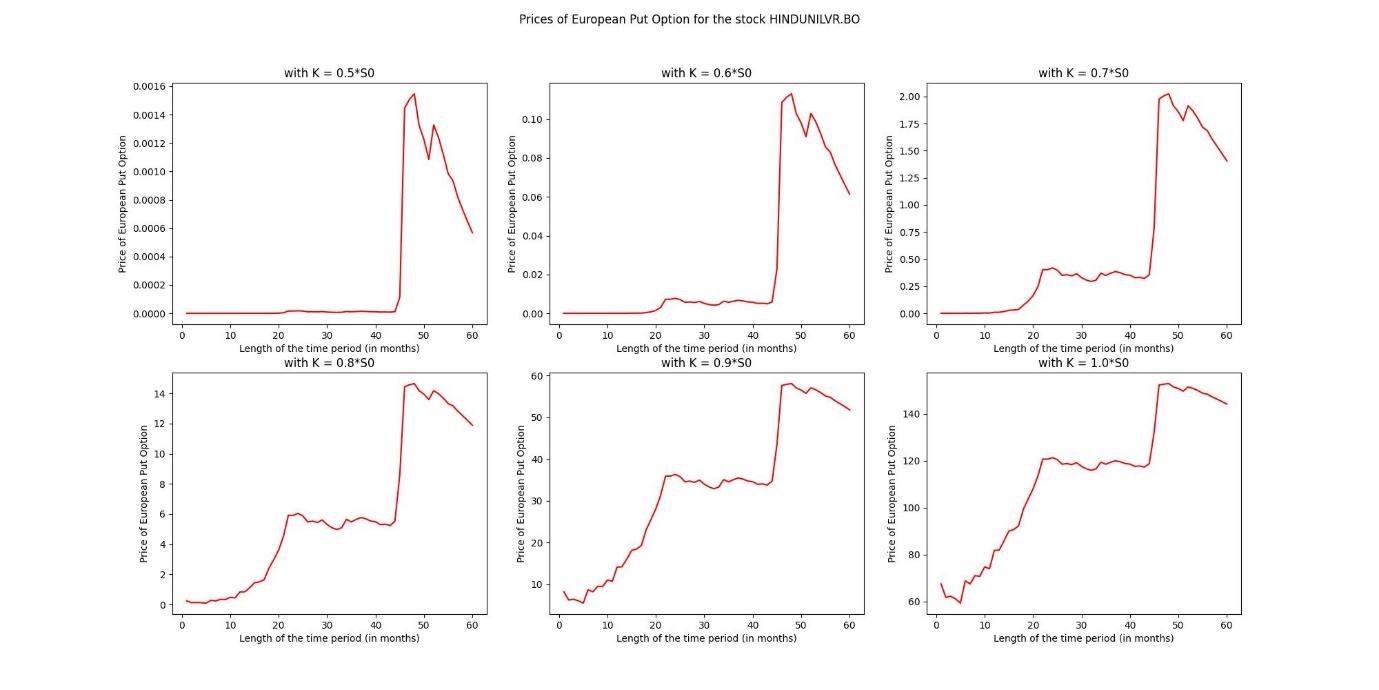 Prices of European Put Option for the stock HINDUNILVR.BO
with K = 0.5*S0
Price of European Put Option
0.0016
0.0014
0.0012
0.0010
0.0008
0.0006
0.0004
0.0002
0.0000
0 10 20 30 40 50 60
Length of the time period (in months)
with K = 0.6*S0
Price of European Put Option
0.10
0.08
0.06
0.04
0.02
0.00
0 10 20 30 40 50 60
Length of the time period (in months)
with K = 0.7*S0
Price of European Put Option
2.00
1.75
1.50
1.25
1.00
0.75
0.50
0.25
0.00
0 10 20 30 40 50 60
Length of the time period (in months)
with K = 0.8*S0
Price of European Put Option
14
12
10
8
6
4
2
0
0 10 20 30 40 50 60
Length of the time period (in months)
with K = 0.9*S0
Price of European Put Option
60
50
40
30
20
10
0 10 20 30 40 50 60
Length of the time period (in months)
with K = 1.0*S0
Price of European Put Option
140
120
100
80
60
0 10 20 30 40 50 60
Length of the time period (in months)